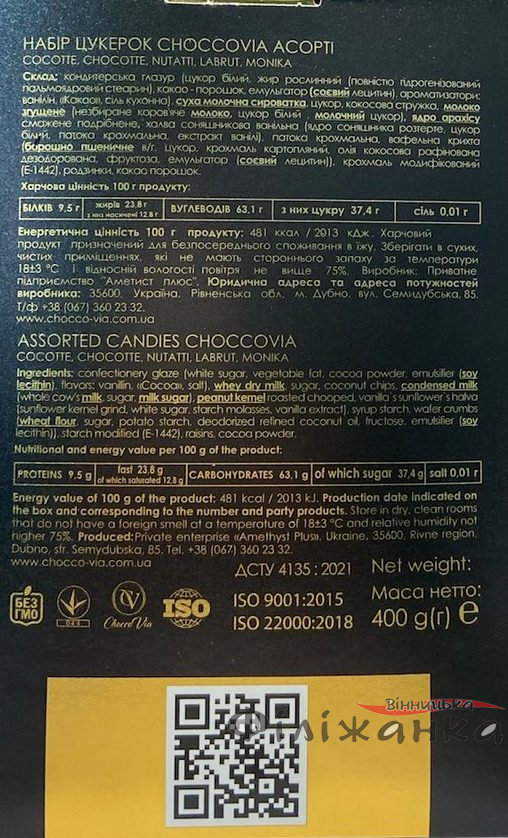 НАБІР ЦУКЕРОК CHOCCOVIA АСОРТІ
COCOTTE, CHOCOTTE, NUTATTI, LABRUT, MONIKA
Склад: кондитерська глазур (цукор білий, жир рослинний (повністю гідрогенізований
пальмоядровий стеарин), какао - порошок, емульгатор (соєвий лецитин), ароматизатори:
ванілін, «Какао», сіль кухонна), суха молочна сироватка, цукор, кокосова стружка, молоко
згущене (незбиране коров'яче молоко, цукор білий, молочний цукор), ядро арахісу
смажене подрібнене, халва соняшникова ванільна (ядро соняшника розтерте, цукор
білий, патока крохмальна, екстракт ванілі), патока крохмальна, вафельна крихта
(борошно пшеничне в/г, цукор, крохмаль картопляний, олія кокосова рафінована
дезодорована, фруктоза, емульгатор (соєвий лецитин)), крохмаль модифікований
(Е-1442), родзинки, какао порошок.
Харчова цінність 100 г продукту:
БІЛКІВ 9,5 г жирів 23,8 г ВУГЛЕВОДІВ 63,1 г з них цукру 37,4 г сіль 0,01 г
з них насичені 12,8 г
Енергетична цінність 100 г продукту: 481 ккал / 2013 кДж. Харчовий
продукт призначений для безпосереднього споживання в їжу. Зберігати в сухих,
чистих приміщеннях, які не мають стороннього запаху за температури
18±3 °С і відносній вологості повітря не вище 75%. Виробник: Приватне
підприємство "Аметист плюс". Юридична адреса та адреса потужностей
виробника: 35600, Україна, Рівненська обл, м. Дубно, вул. Семидубська, 85.
Т/ф +38 (067) 360 23 32.
www.chocco-via.com.ua
ASSORTED CANDIES CHOCCOVIA
COCOTTE, CHOCOTTE, NUTATTI, LABRUT, MONIKA
Ingredients: confectionery glaze (white sugar, vegetable fat, cocoa powder, emulsifier (soy
lecithin), flavors: vanillin, «Cocoa», salt), whey dry milk, sugar, coconut chips, condensed milk
(whole cow's milk, sugar, milk sugar), peanut kernel roasted chooped, vanilla's sunflower's halva
(sunflower kernel grind, white sugar, starch molasses, vanilla extract), syrup starch, wafer crumbs
(wheat flour, sugar, potato starch, deodorized refined coconut oil, fructose, emulsifier (soy
lecithin)), starch modified (E-1442), raisins, cocoa powder.
Nutritional and energy value per 100 g of the product:
PROTEINS 9,5 g fast 23,8 g CARBOHYDRATES 63,1 g of which sugar 37,4 g salt 0,01 g
of which saturated 12,8 g
Energy value of 100 g of the product: 481 kcal / 2013 kJ. Production date indicated on
the box and corresponding to the number and party products. Store in dry, clean rooms
that do not have a foreign smell at a temperature of 18±3 °C and relative humidity not
higher 75%. Produced: Private enterprise «Amethyst Plus». Ukraine, 35600, Rivne region.
Dubno, str. Semydubska, 85. Tel. +38 (067) 360 23 32.
www.chocco-via.com.ua
ДСТУ 4135 : 2021 Net weight:
БЕЗ ГМО
ChoccoVia
ISO
ISO 9001:2015
ISO 22000:2018
Маса нетто:
400 g(г) e
Вінницька
Філіжанка